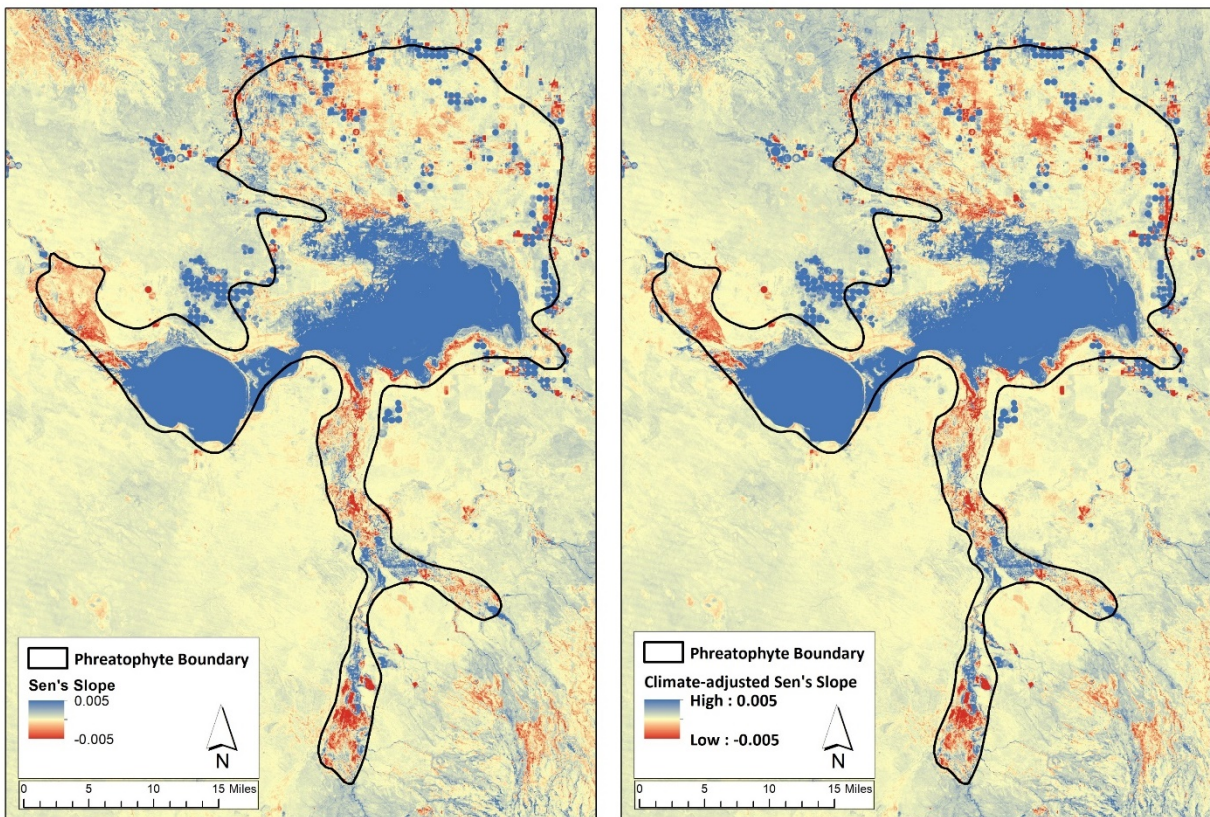 Phreatophyte Boundary
Sen's Slope
0.005
-0.005
N
0 5 10 15 Miles
Phreatophyte Boundary
Climate-adjusted Sen's Slope
High : 0.005
Low : -0.005
N
0 5 10 15 Miles